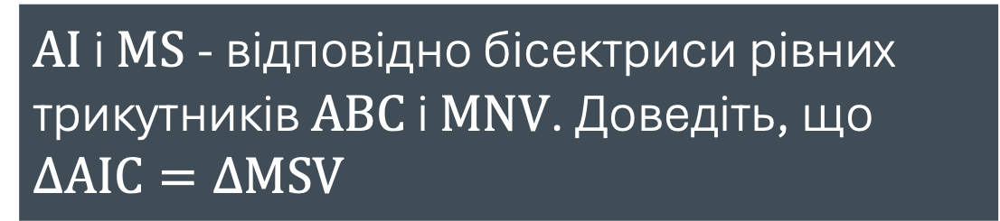 AI і MS - відповідно бісектриси рівних
трикутників ABC і MNV. Доведіть, що
ΔAIC = ΔMSV